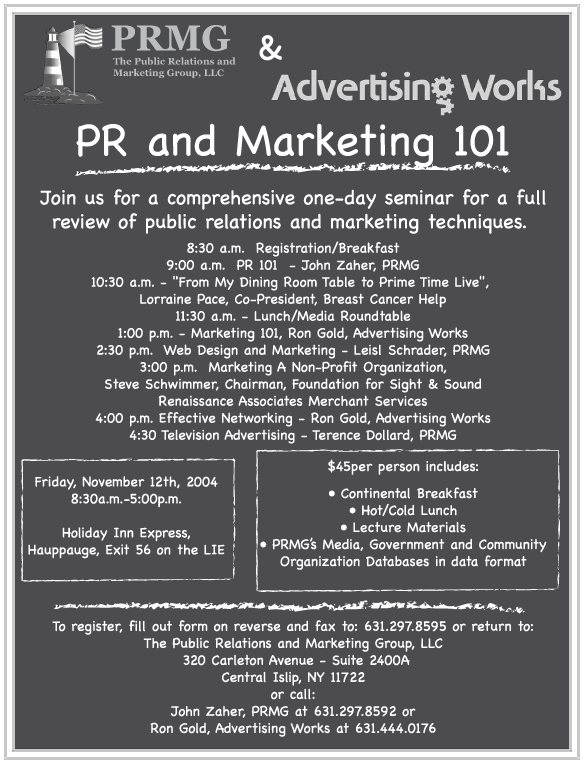 PRMG
The Public Relations and
Marketing Group, LLC
&
Advertising Works
PR and Marketing 101
Join us for a comprehensive one-day seminar for a full
review of public relations and marketing techniques.
8:30 a.m.  Registration/Breakfast
9:00 a.m.  PR 101  - John Zaher, PRMG
10:30 a.m. - "From My Dining Room Table to Prime Time Live",
Lorraine Pace, Co-President, Breast Cancer Help
11:30 a.m. - Lunch/Media Roundtable
1:00 p.m. - Marketing 101, Ron Gold, Advertising Works
2:30 p.m.  Web Design and Marketing - Leisl Schrader, PRMG
3:00 p.m.  Marketing A Non-Profit Organization,
Steve Schwimmer, Chairman, Foundation for Sight & Sound
Renaissance Associates Merchant Services
4:00 p.m. Effective Networking - Ron Gold, Advertising Works
4:30 Television Advertising - Terence Dollard, PRMG
Friday, November 12th, 2004
8:30a.m.-5:00p.m.
Holiday Inn Express,
Hauppauge, Exit 56 on the LIE
$45per person includes:
• Continental Breakfast
• Hot/Cold Lunch
• Lecture Materials
• PRMG's Media, Government and Community
Organization Databases in data format
To register, fill out form on reverse and fax to: 631.297.8595 or return to:
The Public Relations and Marketing Group, LLC
320 Carleton Avenue - Suite 2400A
Central Islip, NY 11722
or call:
John Zaher, PRMG at 631.297.8592 or
Ron Gold, Advertising Works at 631.444.0176